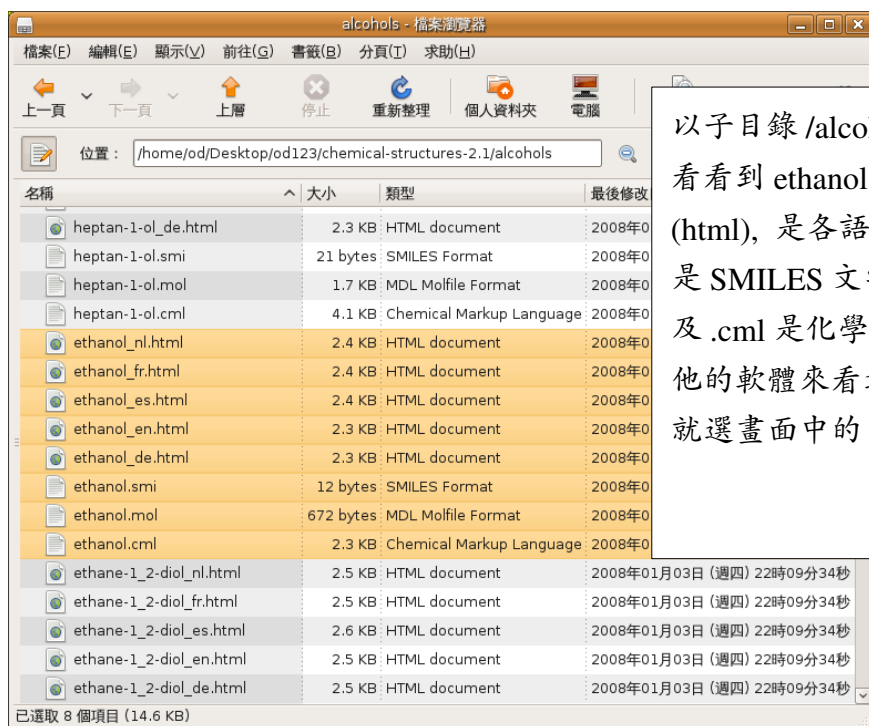 alcohols - 檔案瀏覽器
檔案(F) 編輯(E) 顯示(V) 前往(G) 書籤(B) 分頁(T) 求助(H)
上一頁 下一頁 上層 停止 重新整理 個人資料夾 電腦
位置： /home/od/Desktop/od123/chemical-structures-2.1/alcohols
名稱 大小 類型 最後修改
heptan-1-ol_de.html 2.3 KB HTML document 2008年0
heptan-1-ol.smi 21 bytes SMILES Format 2008年0
heptan-1-ol.mol 1.7 KB MDL Molfile Format 2008年0
heptan-1-ol.cml 4.1 KB Chemical Markup Language 2008年0
ethanol_nl.html 2.4 KB HTML document 2008年0
ethanol_fr.html 2.4 KB HTML document 2008年0
ethanol_es.html 2.4 KB HTML document 2008年0
ethanol_en.html 2.3 KB HTML document 2008年0
ethanol_de.html 2.3 KB HTML document 2008年0
ethanol.smi 12 bytes SMILES Format 2008年0
ethanol.mol 672 bytes MDL Molfile Format 2008年0
ethanol.cml 2.3 KB Chemical Markup Language 2008年0
ethane-1_2-diol_nl.html 2.5 KB HTML document 2008年01月03日 (週四) 22時09分34秒
ethane-1_2-diol_fr.html 2.5 KB HTML document 2008年01月03日 (週四) 22時09分34秒
ethane-1_2-diol_es.html 2.6 KB HTML document 2008年01月03日 (週四) 22時09分34秒
ethane-1_2-diol_en.html 2.5 KB HTML document 2008年01月03日 (週四) 22時09分34秒
ethane-1_2-diol_de.html 2.5 KB HTML document 2008年01月03日 (週四) 22時09分34秒
已選取 8 個項目 (14.6 KB)
以子目錄 /alco
看看到 ethanol
(html), 是各語
是 SMILES 文
及 .cml 是化學
他的軟體來看
就選畫面中的